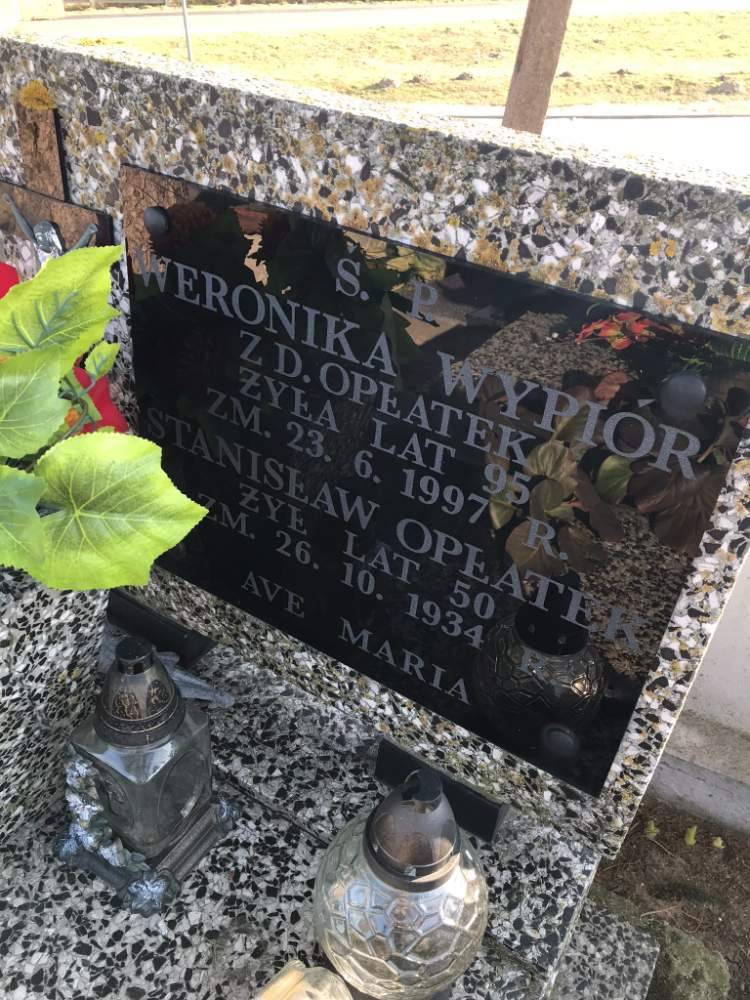 S. P.
WERONIKA WYPIÓR
Z D. OPŁATEK
ŻYŁA LAT 95
ZM. 23. 6. 1997 R.
STANISŁAW OPŁATEK
ŻYŁ LAT 50
ZM. 26. 10. 1934 R.
AVE MARIA